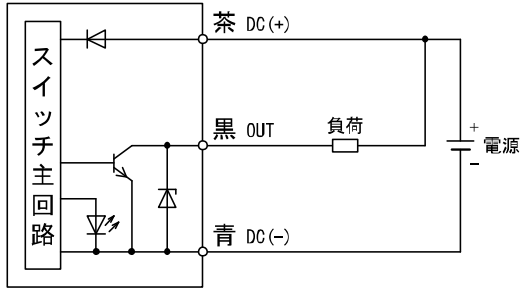 茶 DC(+)
スイッチ主回路
黒 OUT
負荷
+
電源
-
青 DC(-)